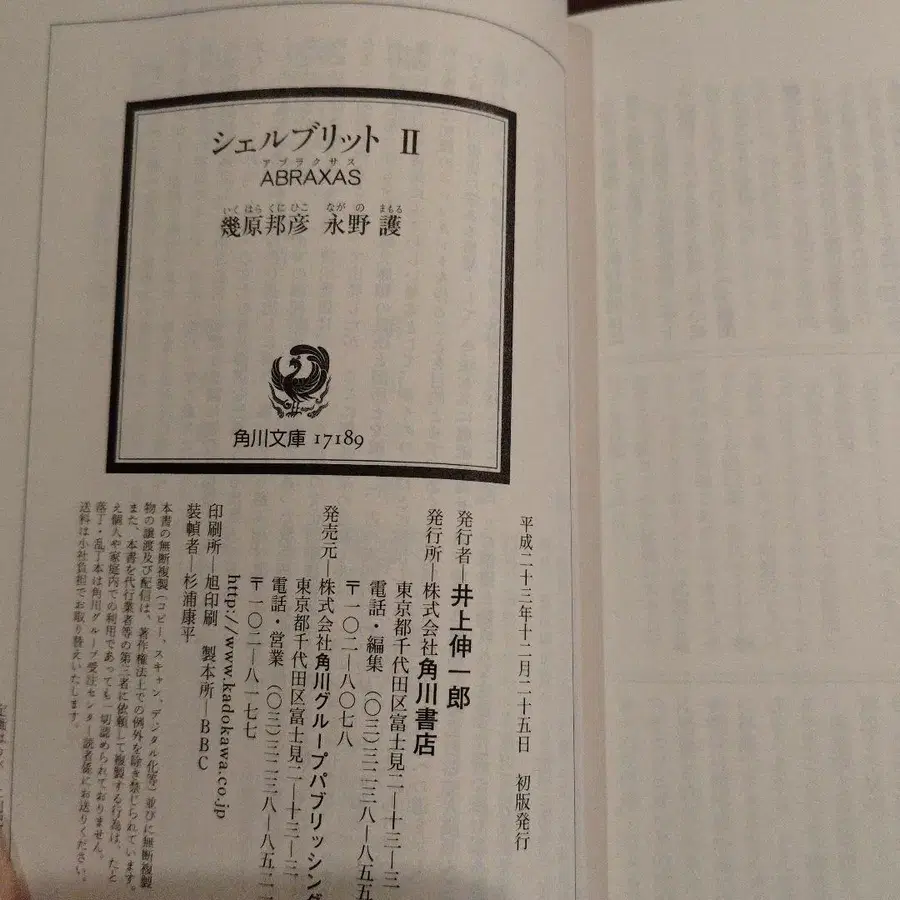 シェルブリット Ⅱ
アブラクサス
ABRAXAS
いくはらくにひこ ながの まもる
幾原邦彦 永野 護
角川文庫 17189
平成二十三年十二月二十五日 初版発行
発行者―井上伸一郎
発行所―株式会社角川書店
東京都千代田区富士見二―十三―三
電話・編集 (〇三)三二三八―八五五
〒一〇二―八〇七八
発売元―株式会社角川グループパブリッシング
東京都千代田区富士見二―十三―三
電話・営業 (〇三)三二三八―八五二
〒一〇二―八一七七
http://www.kadokawa.co.jp
印刷所―旭印刷 製本所―BBC
装幀者―杉浦康平
本書の無断複製(コピー、スキャン、デジタル化等)並びに無断複製
物の譲渡及び配信は、著作権法上での例外を除き禁じられています。
また、本書を代行業者等の第三者に依頼して複製する行為は、たと
え個人や家庭内での利用であっても一切認められておりません。
落丁・乱丁本は角川グループ受注センター読者係にお送りください。
送料は小社負担でお取り替えいたします。